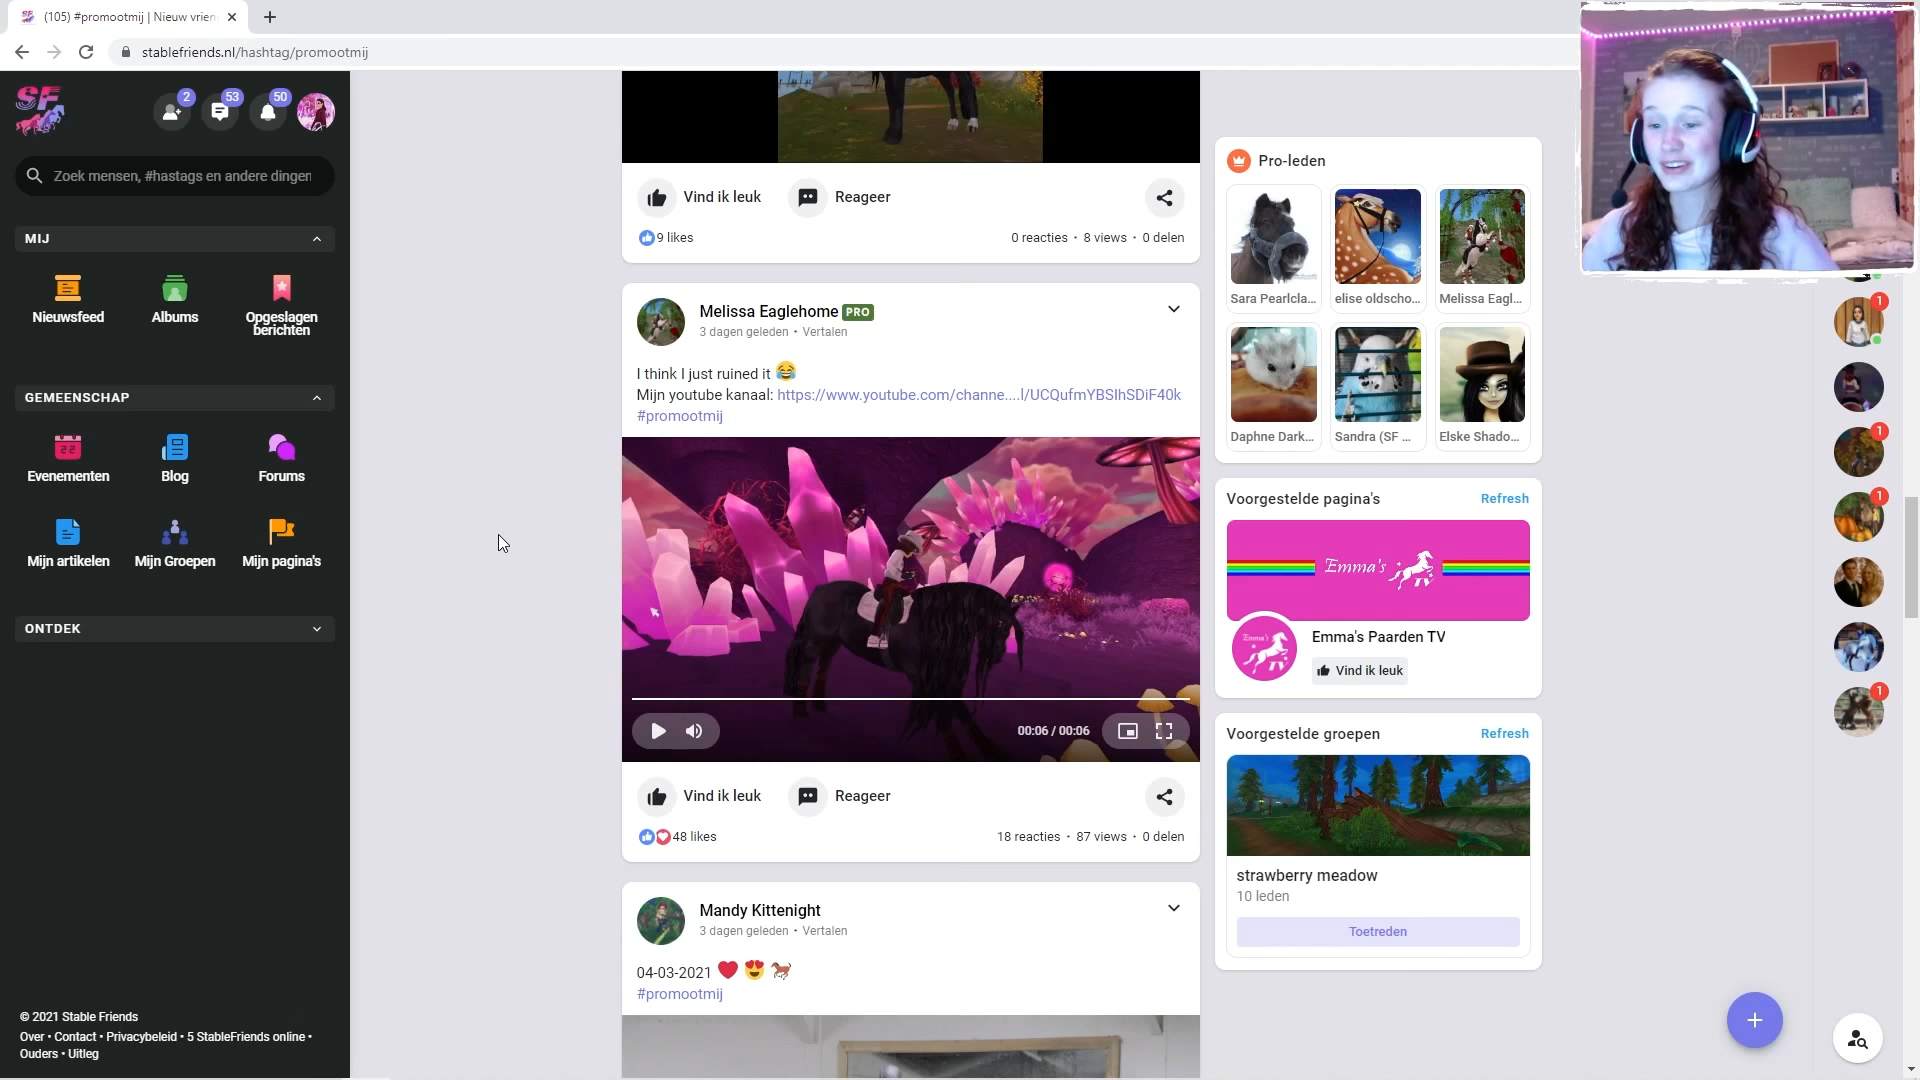 (105) #promootmij | Nieuw vrien
stablefriends.nl/hashtag/promootmij
SF
2
53
50
Zoek mensen, #hastags en andere dingen
MIJ
Nieuwsfeed
Albums
Opgeslagen
berichten
GEMEENSCHAP
Evenementen
Blog
Forums
Mijn artikelen
Mijn Groepen
Mijn pagina's
ONTDEK
© 2021 Stable Friends
Over • Contact • Privacybeleid • 5 StableFriends online •
Ouders • Uitleg
Vind ik leuk
Reageer
9 likes
0 reacties • 8 views • 0 delen
Melissa Eaglehome PRO
3 dagen geleden • Vertalen
I think I just ruined it 😂
Mijn youtube kanaal: https://www.youtube.com/channe....l/UCQufmYBSIhSDiF40k
#promootmij
00:06 / 00:06
Vind ik leuk
Reageer
48 likes
18 reacties • 87 views • 0 delen
Mandy Kittenight
3 dagen geleden • Vertalen
04-03-2021 ❤️ 😍 🐎
#promootmij
Pro-leden
Sara Pearlcla...
elise oldscho...
Melissa Eagl...
Daphne Dark...
Sandra (SF ...
Elske Shado...
Voorgestelde pagina's
Refresh
Emma's
Emma's
Emma's Paarden TV
Vind ik leuk
Voorgestelde groepen
Refresh
strawberry meadow
10 leden
Toetreden
1
1
1
1